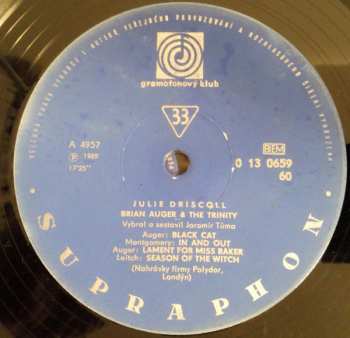 gramofonový klub
33
A 4957
Ⓟ 1969
17'25''
BIEM
0 13 0659
60
JULIE DRISCOLL
BRIAN AUGER & THE TRINITY
Vybral a sestavil Jaromír Tůma
Auger: BLACK CAT
Montgomery: IN AND OUT
Auger: LAMENT FOR MISS BAKER
Leitch: SEASON OF THE WITCH
(Nahrávky firmy Polydor,
Londýn)
SUPRAPHON